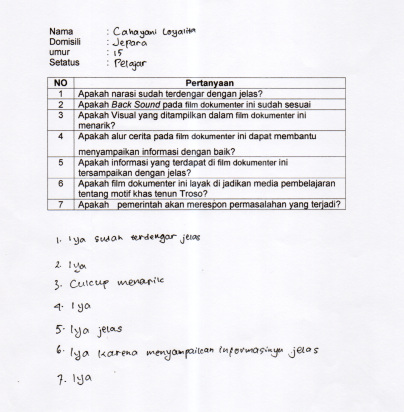 Nama : Cahayani Loyalita
Domisili : Jepara
umur : 15
Setatus : Pelajar
NO Pertanyaan
1 Apakah narasi sudah terdengar dengan jelas?
2 Apakah Back Sound pada film dokumenter ini sudah sesuai
3 Apakah Visual yang ditampilkan dalam film dokumenter ini
menarik?
4 Apakah alur cerita pada film dokumenter ini dapat membantu
menyampaikan informasi dengan baik?
5 Apakah informasi yang terdapat di film dokumenter ini
tersampaikan dengan jelas?
6 Apakah film dokumenter ini layak di jadikan media pembelajaran
tentang motif khas tenun Troso?
7 Apakah pemerintah akan merespon permasalahan yang terjadi?
1. Iya sudah terdengar jelas
2. Iya
3. Cukup menarik
4. Iya
5. Iya jelas
6. Iya karena menyampaikan informasinya jelas
7. Iya